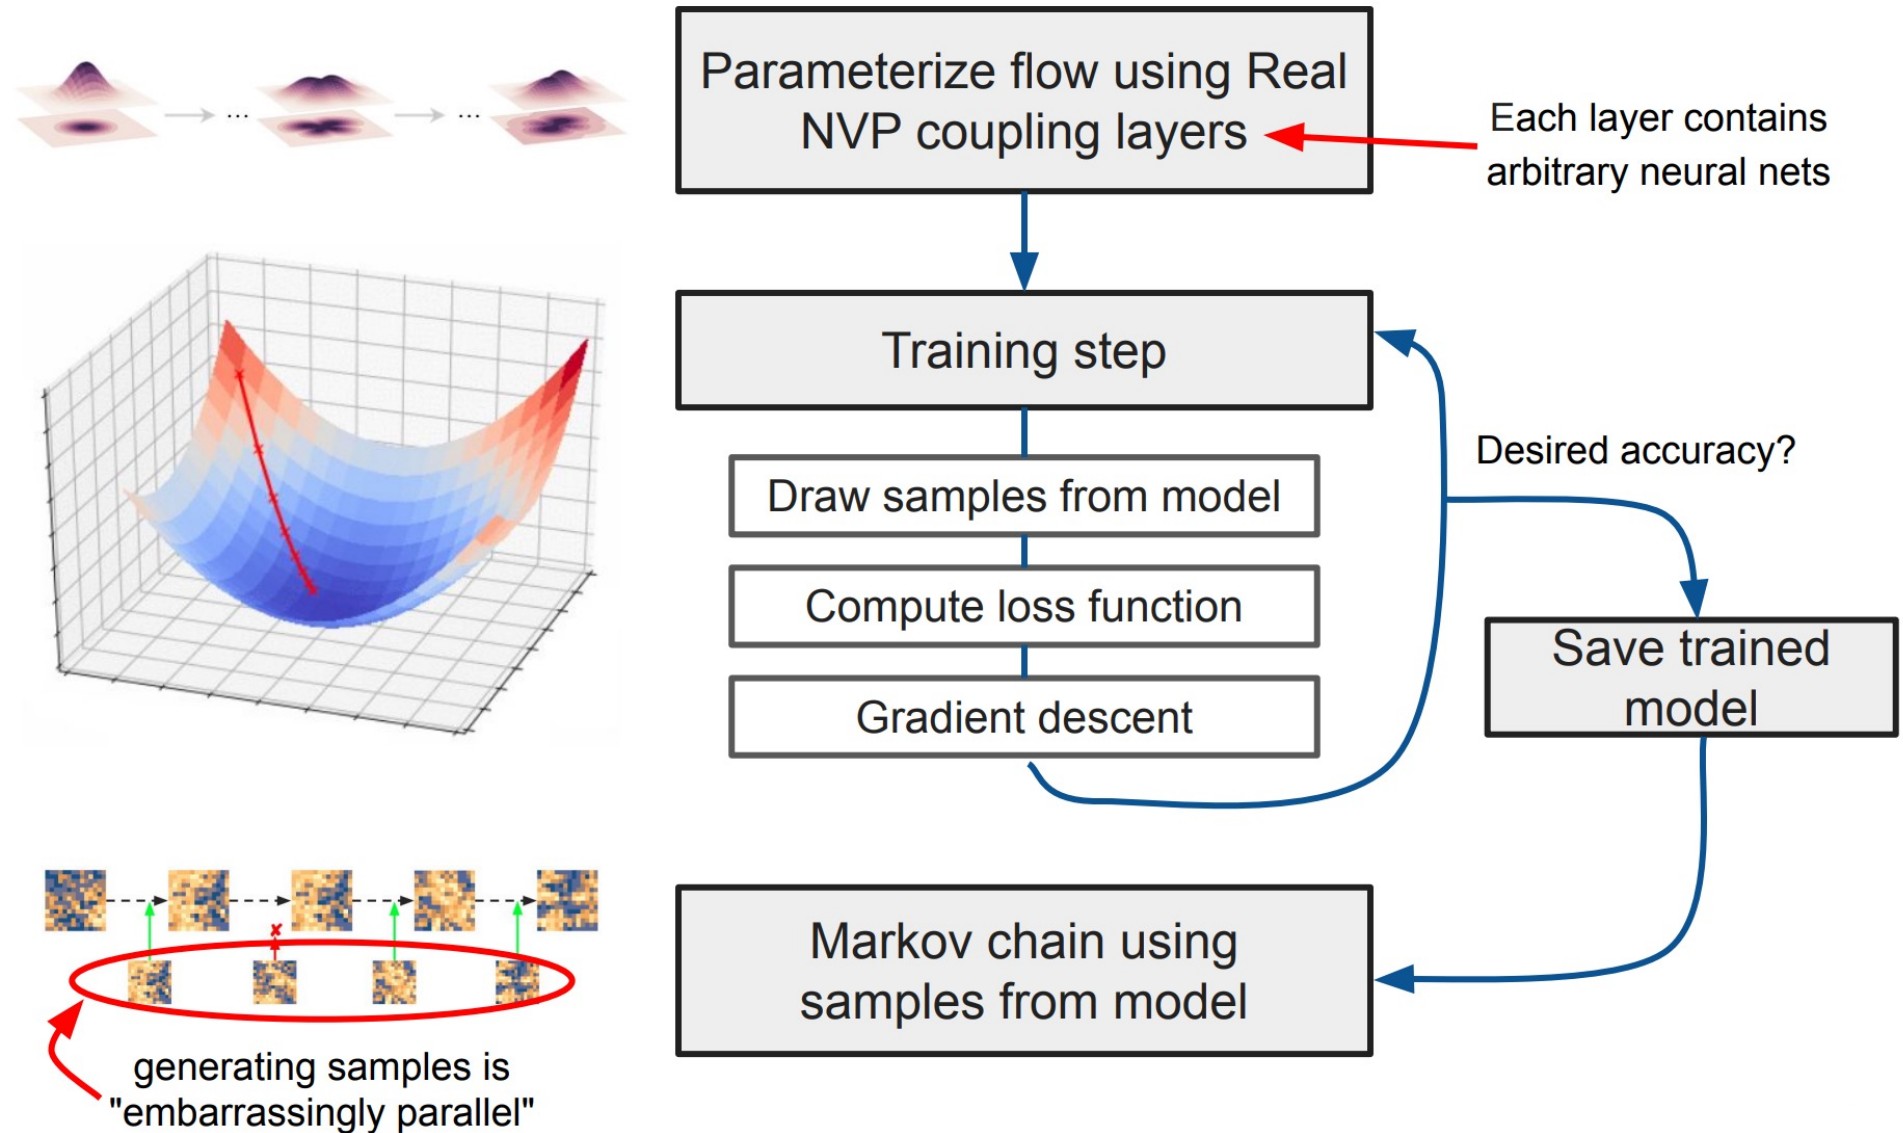 Parameterize flow using Real
NVP coupling layers
Each layer contains
arbitrary neural nets
...
...
Training step
Desired accuracy?
Draw samples from model
Compute loss function
Gradient descent
Save trained
model
Markov chain using
samples from model
generating samples is
"embarrassingly parallel"